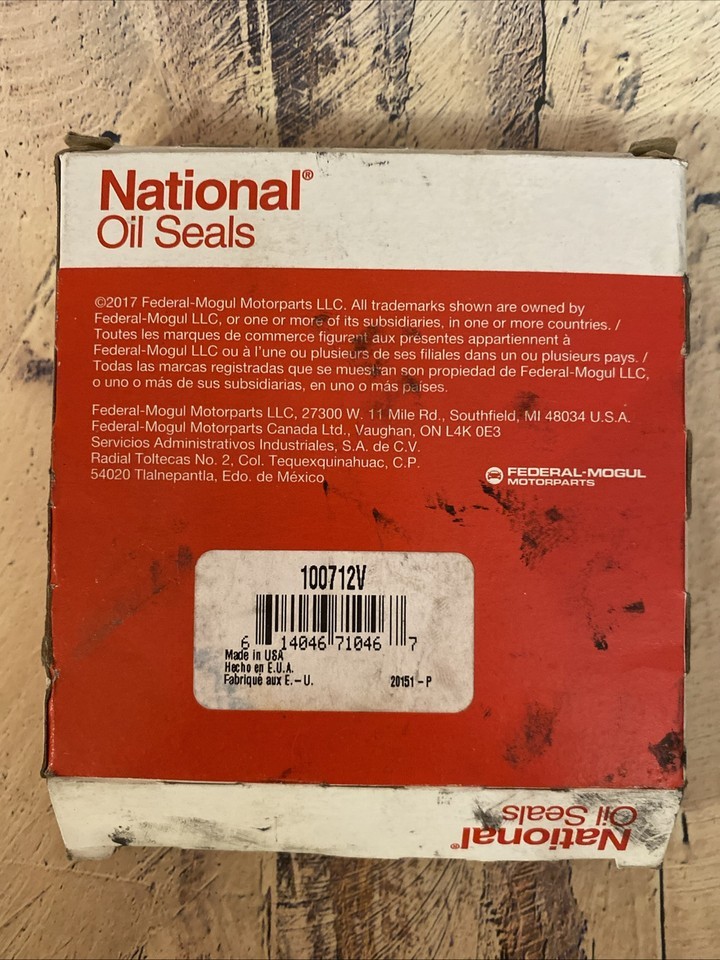 National®
Oil Seals
©2017 Federal-Mogul Motorparts LLC. All trademarks shown are owned by
Federal-Mogul LLC, or one or more of its subsidiaries, in one or more countries. /
Toutes les marques de commerce figurant aux présentes appartiennent à
Federal-Mogul LLC ou à l'une ou plusieurs de ses filiales dans un ou plusieurs pays. /
Todas las marcas registradas que se muestran son propiedad de Federal-Mogul LLC,
o uno o más de sus subsidiarias, en uno o más países.
Federal-Mogul Motorparts LLC, 27300 W. 11 Mile Rd., Southfield, MI 48034 U.S.A.
Federal-Mogul Motorparts Canada Ltd., Vaughan, ON L4K 0E3
Servicios Administrativos Industriales, S.A. de C.V.
Radial Toltecas No. 2, Col. Tequexquinahuac, C.P.
54020 Tlalnepantla, Edo. de México
FEDERAL-MOGUL
MOTORPARTS
100712V
6 14046 71046 7
Made in USA
Hecho en E.U.A.
Fabriqué aux E.-U.
20151-P
National®
Oil Seals